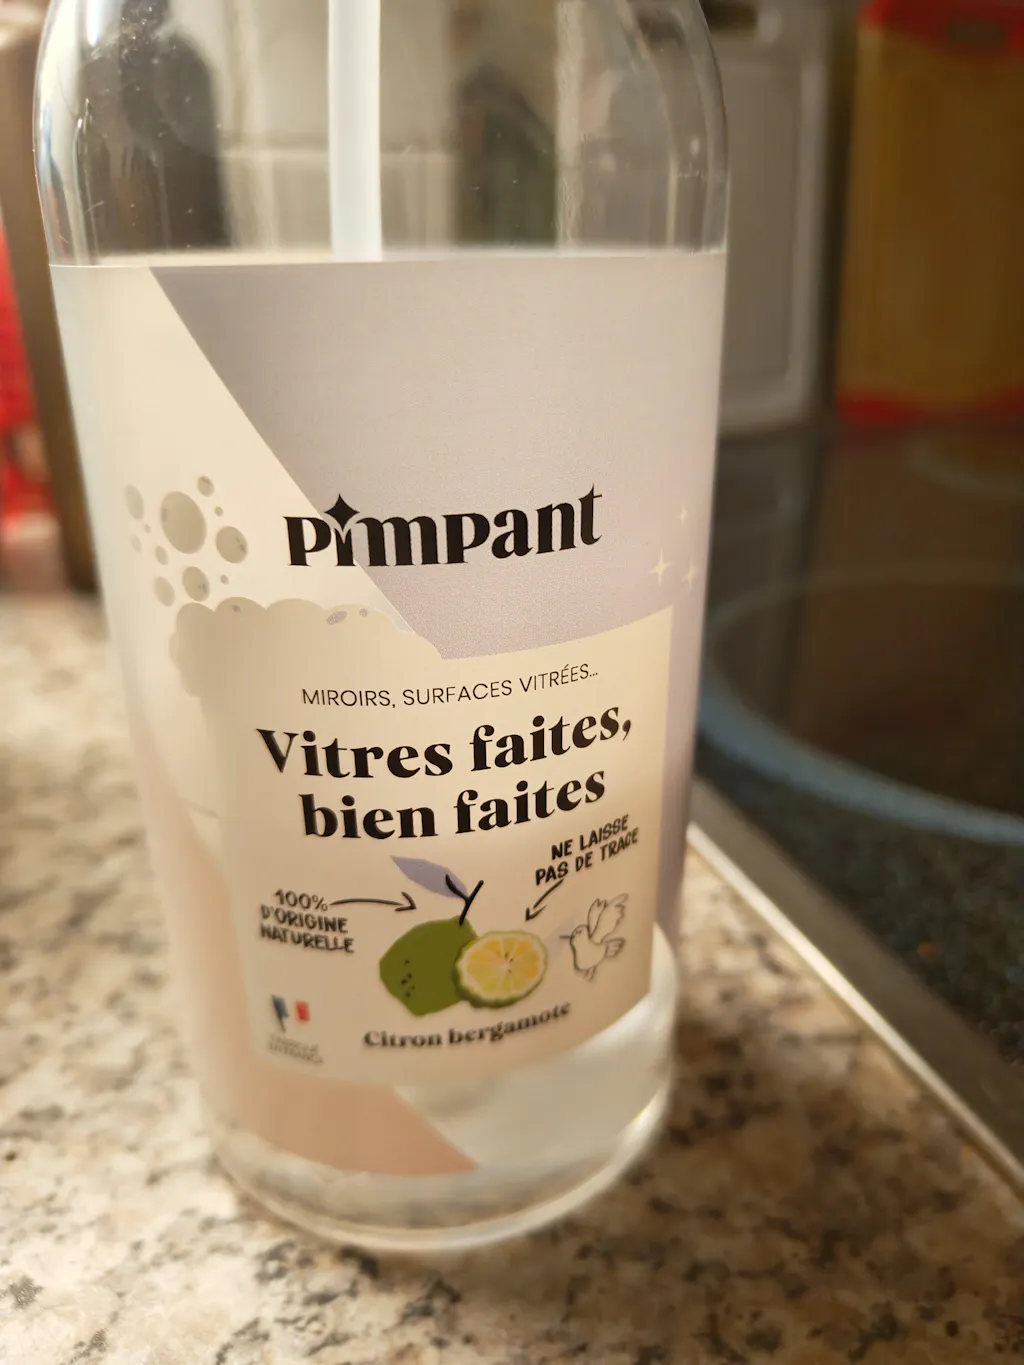 Pimpant
MIROIRS, SURFACES VITRÉES...
Vitres faites,
bien faites
NE LAISSE
PAS DE TRACE
100%
D'ORIGINE
NATURELLE
Citron bergamote